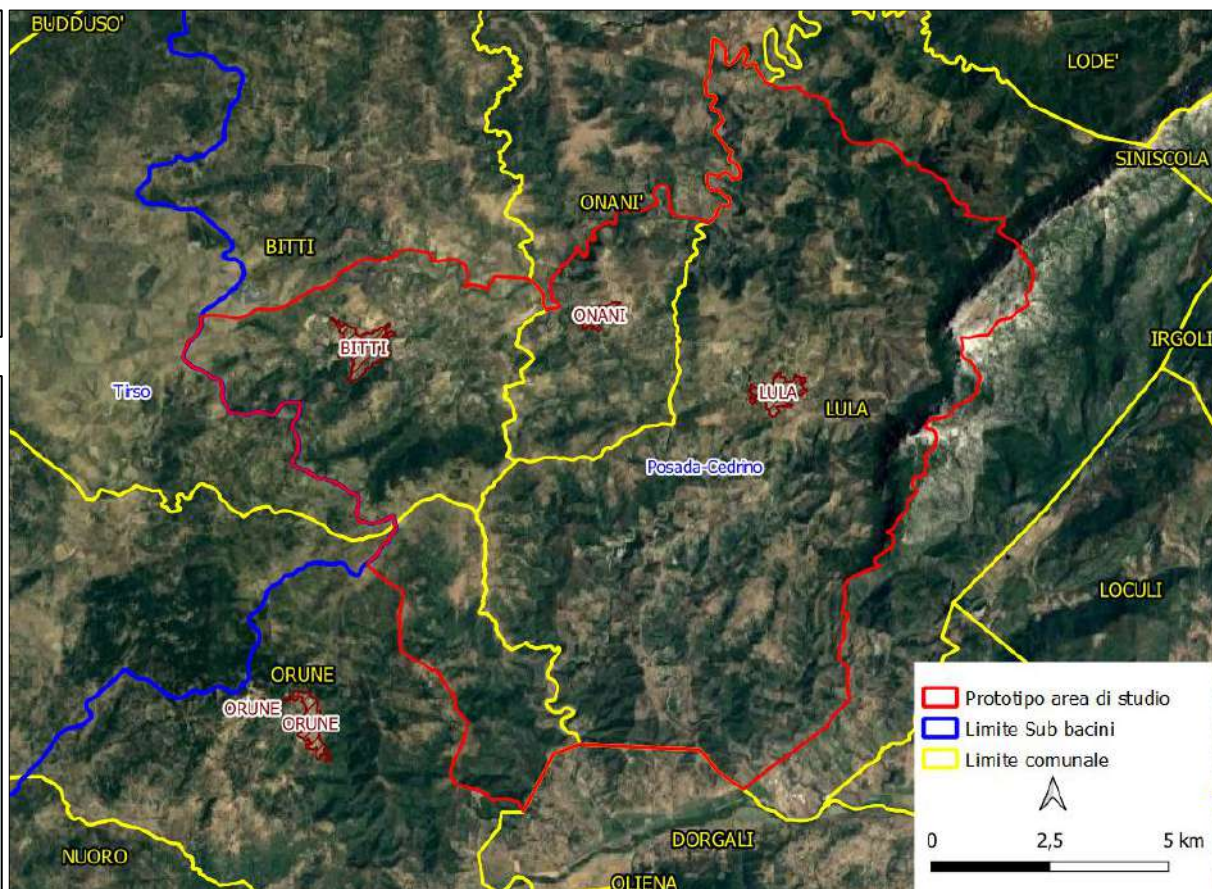 BUDDUSO'
LODE'
SINISCOLA
ONANI'
BITTI
ONANI
IRGOLI
BITTI
Tirso
LULA
LULA
Posada-Cedrino
LOCULI
ORUNE
ORUNE
ORUNE
Prototipo area di studio
Limite Sub bacini
Limite comunale
DORGALI
NUORO
OLIENA
0 2,5 5 km